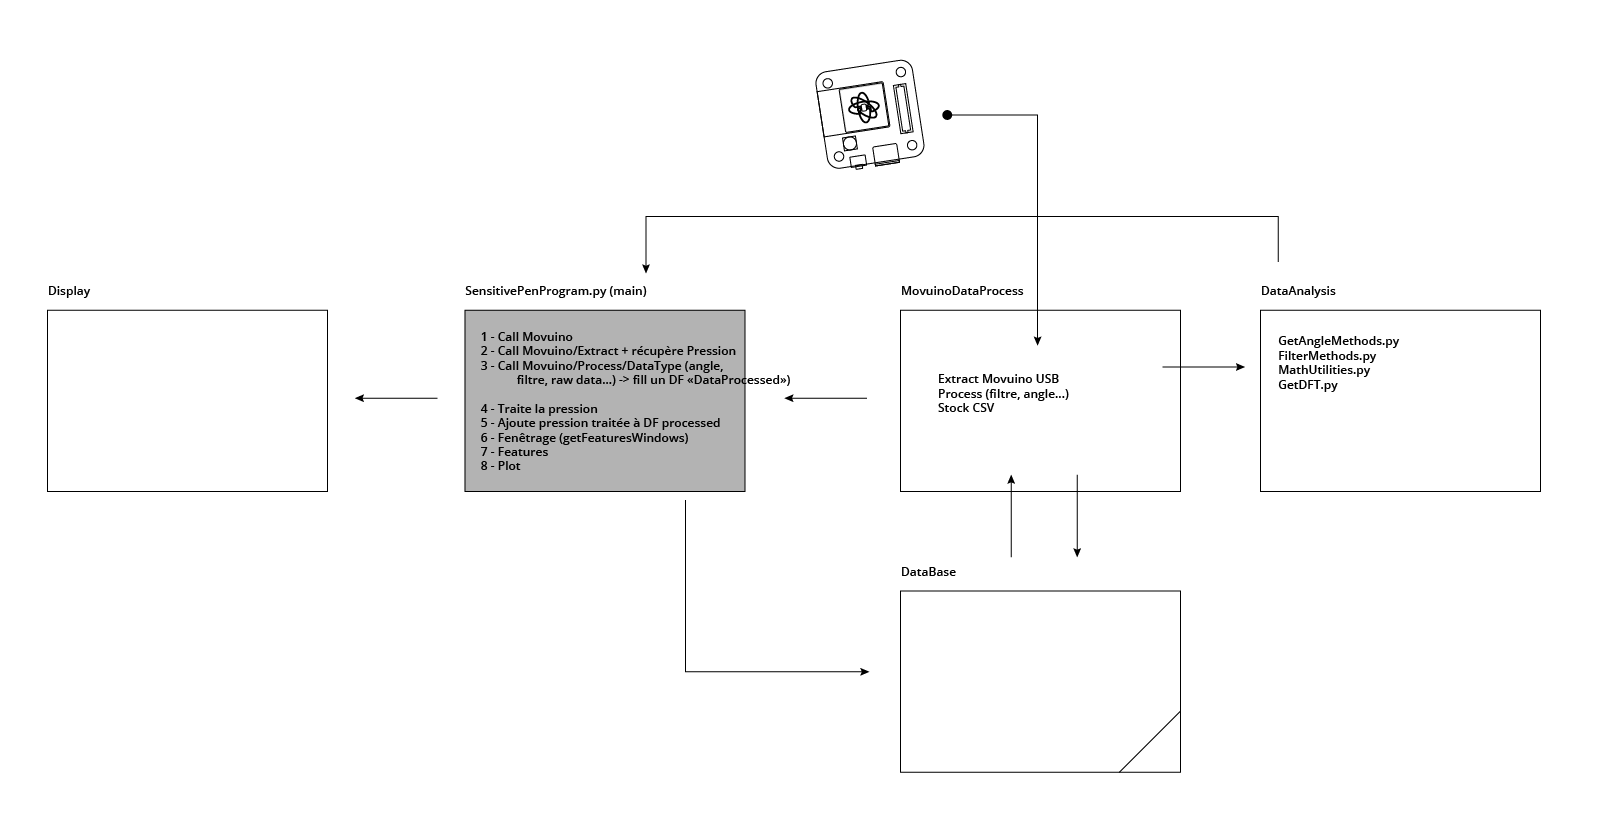 Display
SensitivePenProgram.py (main)
1 - Call Movuino
2 - Call Movuino/Extract + récupère Pression
3 - Call Movuino/Process/DataType (angle,
filtre, raw data...) -> fill un DF «DataProcessed»)
4 - Traite la pression
5 - Ajoute pression traitée à DF processed
6 - Fenêtrage (getFeaturesWindows)
7 - Features
8 - Plot
MovuinoDataProcess
Extract Movuino USB
Process (filtre, angle...)
Stock CSV
DataAnalysis
GetAngleMethods.py
FilterMethods.py
MathUtilities.py
GetDFT.py
DataBase